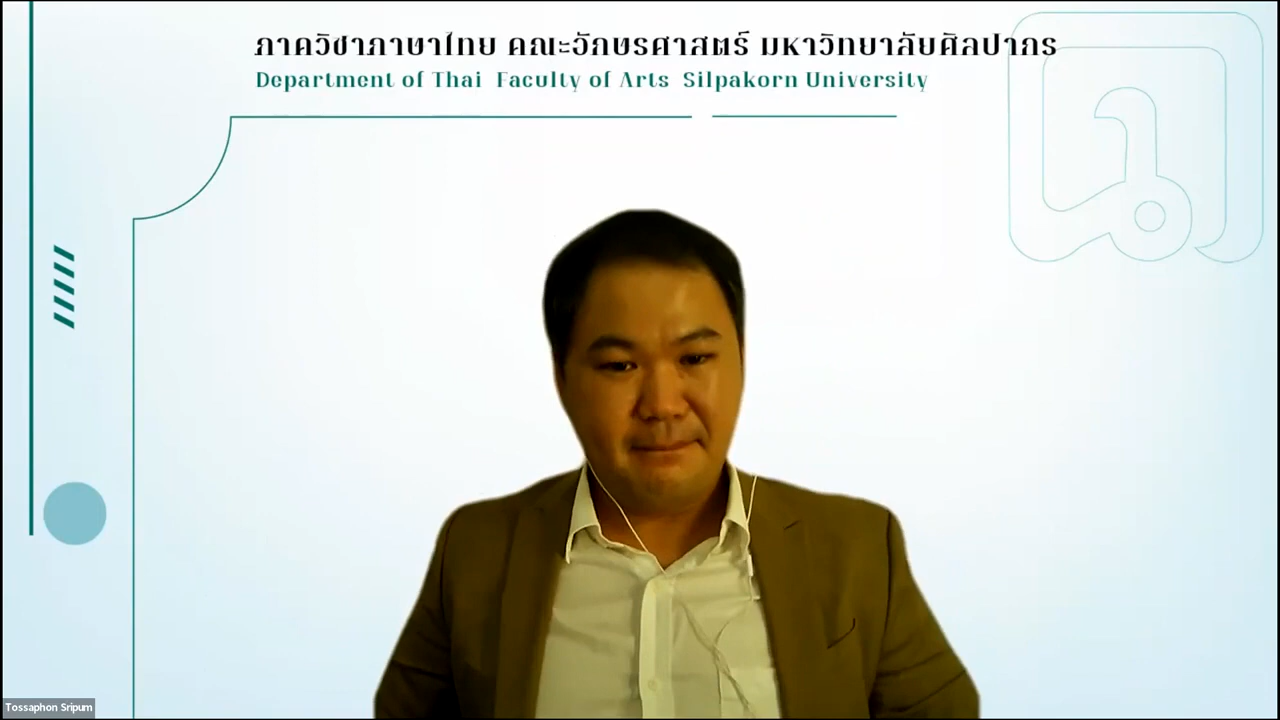 ภาควิชาภาษาไทย คณะอักษรศาสตร์ มหาวิทยาลัยศิลปากร
Department of Thai Faculty of Arts Silpakorn University
Tossaphon Sripum